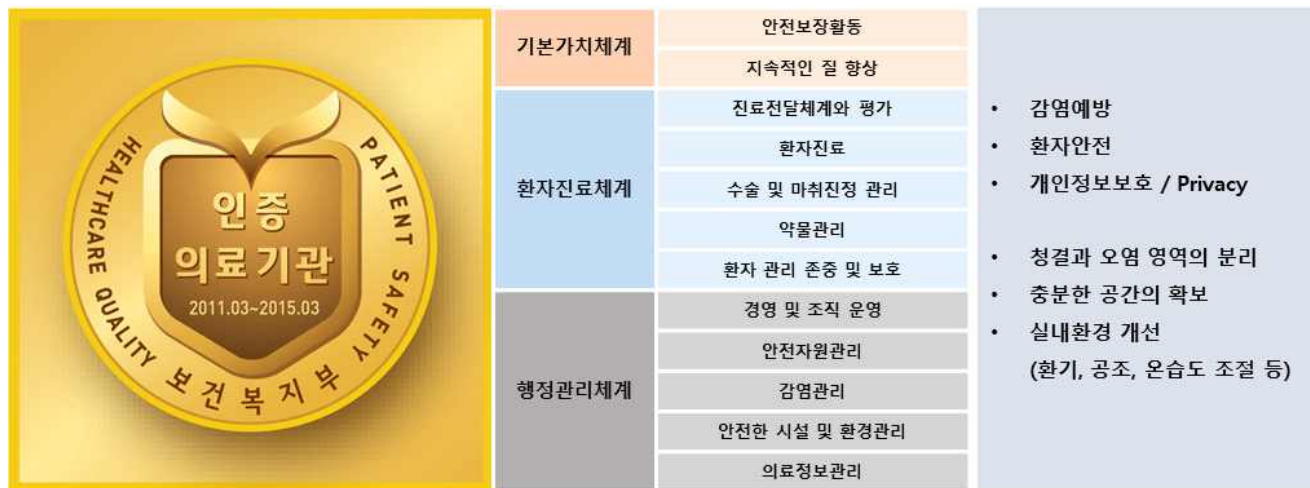 HEALTHCARE QUALITY
PATIENT SAFETY
보건복지부
인증
의료기관
2011.03~2015.03
기본가치체계
안전보장활동
지속적인 질 향상
환자진료체계
진료전달체계와 평가
환자진료
수술 및 마취진정 관리
약물관리
환자 관리 존중 및 보호
행정관리체계
경영 및 조직 운영
안전자원관리
감염관리
안전한 시설 및 환경관리
의료정보관리
• 감염예방
• 환자안전
• 개인정보보호 / Privacy
• 청결과 오염 영역의 분리
• 충분한 공간의 확보
• 실내환경 개선
(환기, 공조, 온습도 조절 등)